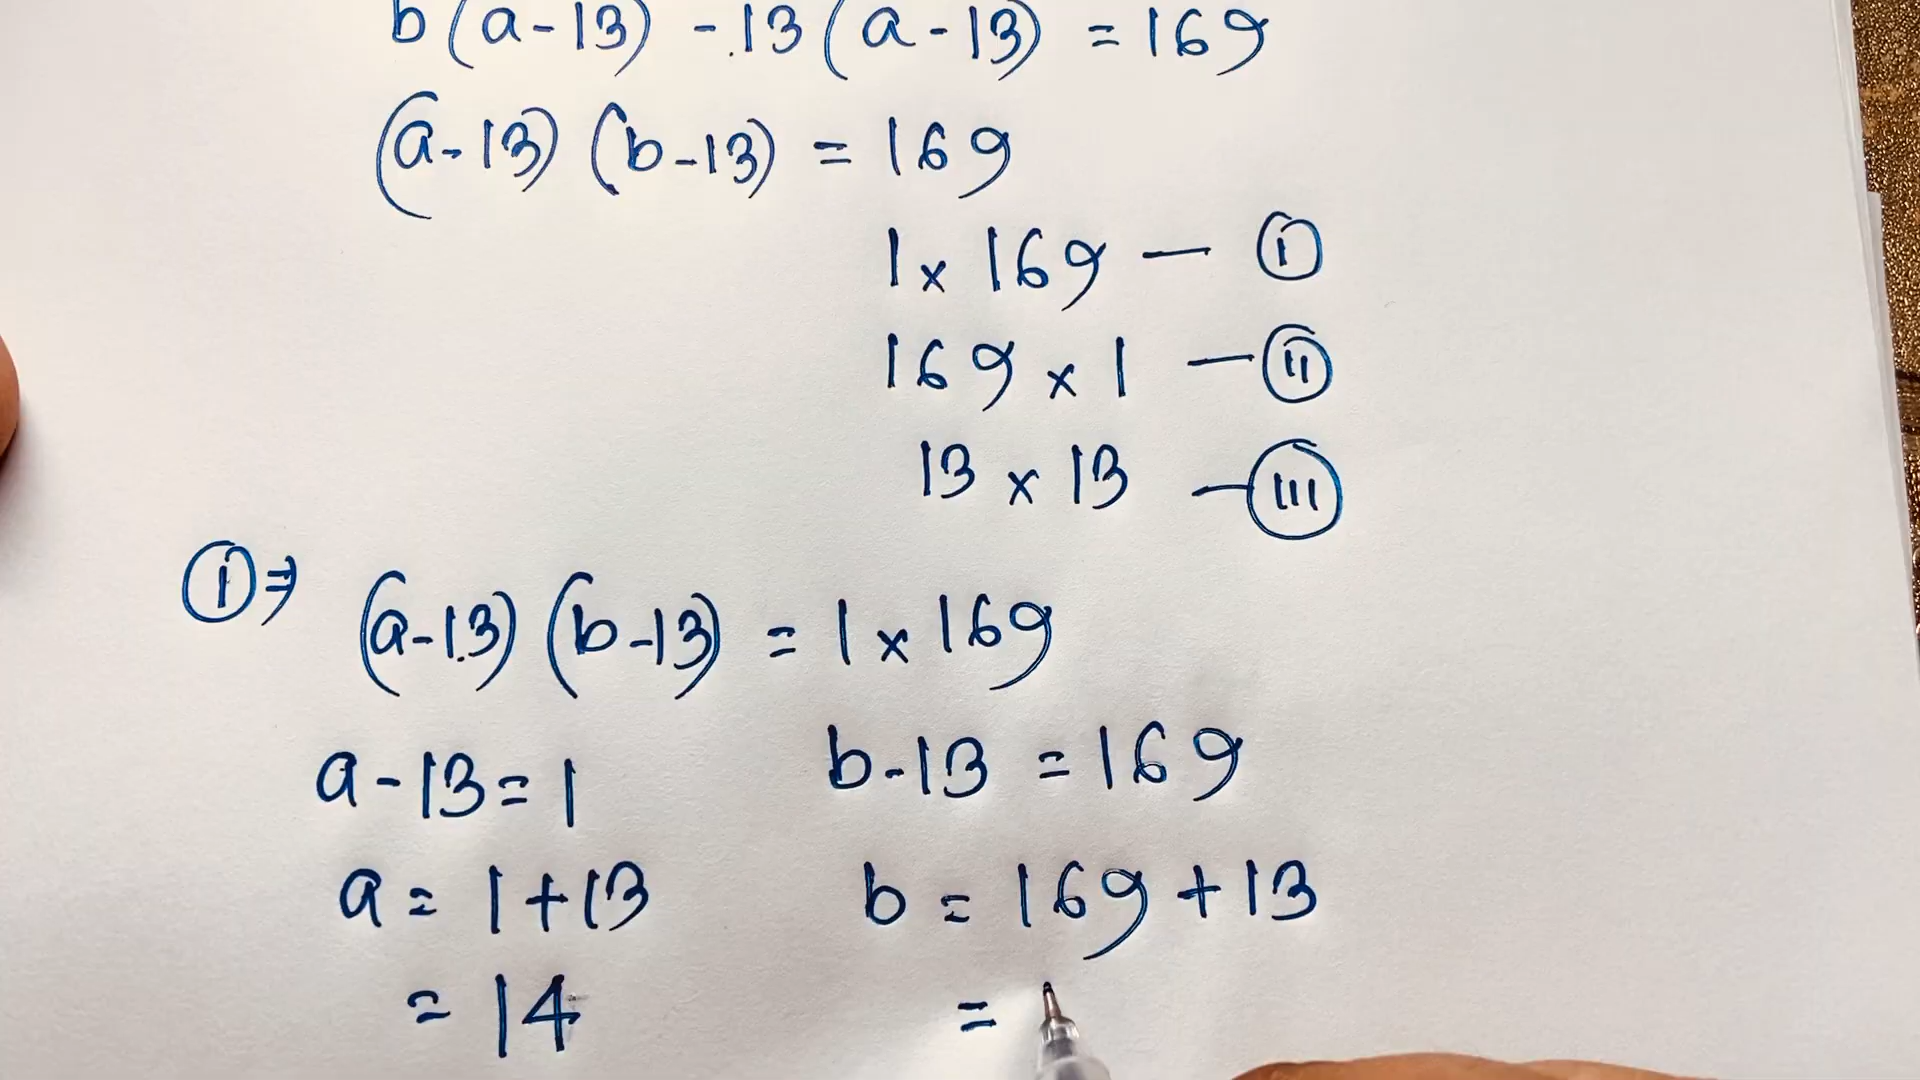 b(a-13) - 13(a-13) = 169
(a-13)(b-13) = 169
1 × 169 — ⓘ
169 × 1 — (ii)
13 × 13 — (iii)
ⓘ ⇒ (a-13)(b-13) = 1 × 169
a - 13 = 1 b - 13 = 169
a = 1 + 13 b = 169 + 13
= 14 =